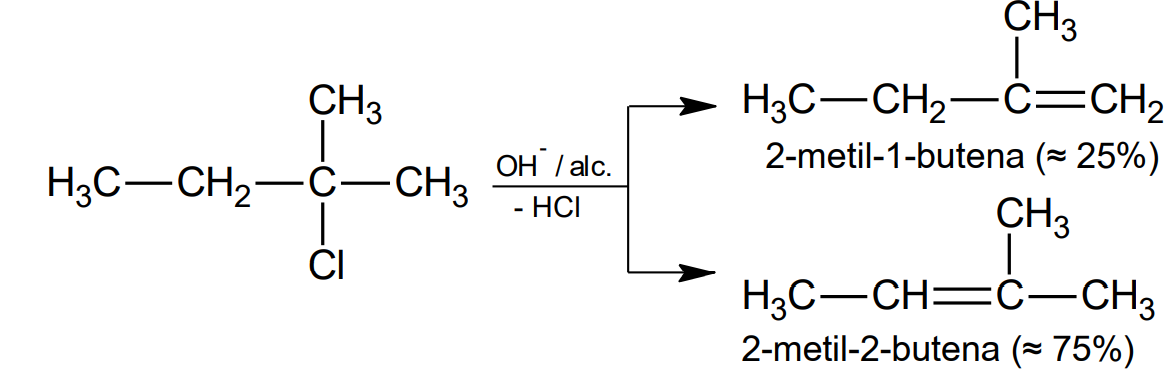 CH₃
H₃C—CH₂—C—CH₃
Cl
OH⁻ / alc.
- HCl
CH₃
H₃C—CH₂—C=CH₂
2-metil-1-butena (≈ 25%)
CH₃
H₃C—CH=C—CH₃
2-metil-2-butena (≈ 75%)